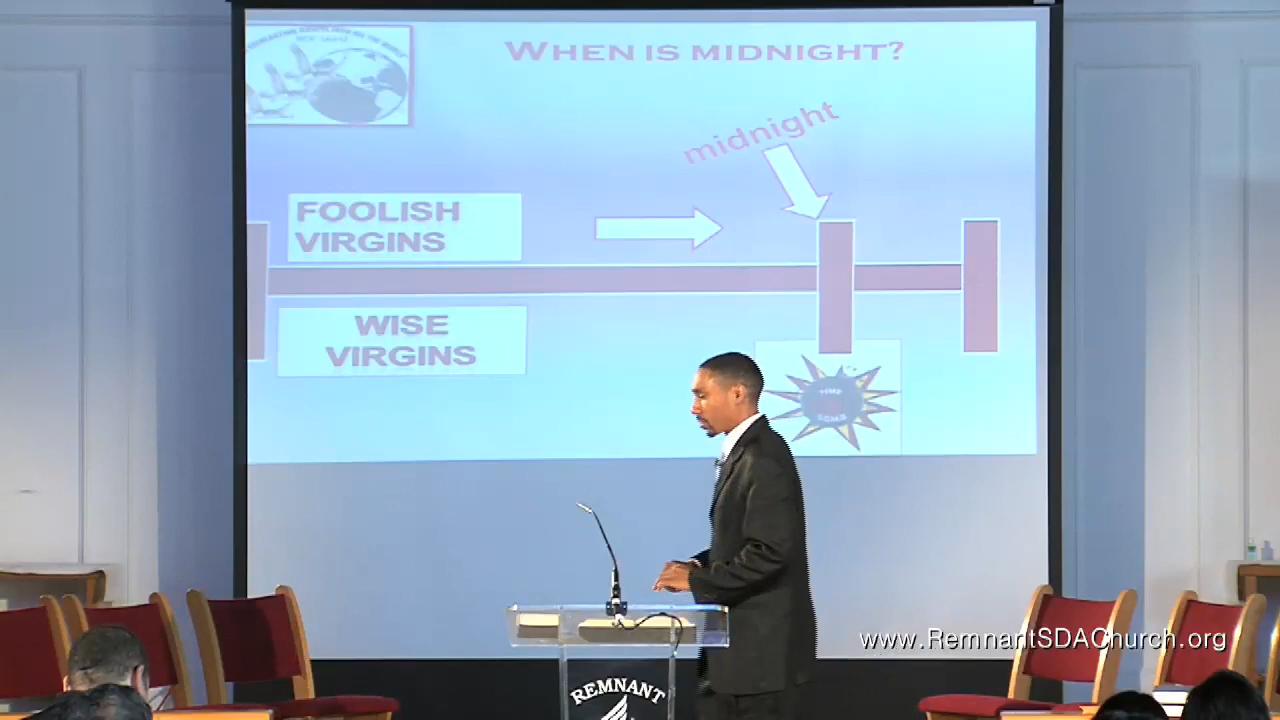 WHEN IS MIDNIGHT?
midnight
FOOLISH
VIRGINS
WISE
VIRGINS
www.RemnantSDAChurch.org
REMNANT